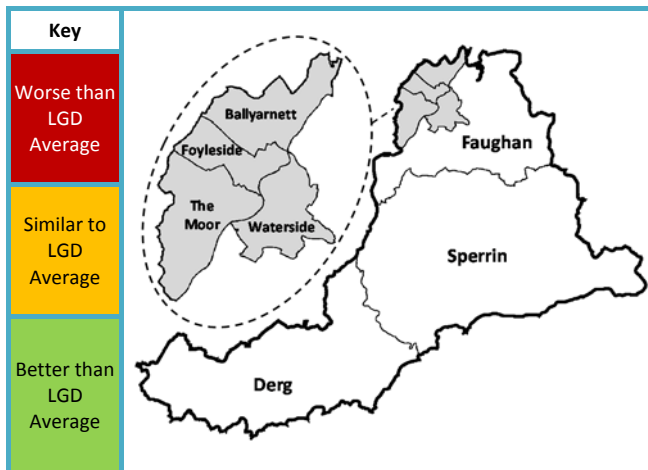 Key
Worse than
LGD
Average
Similar to
LGD
Average
Better than
LGD
Average
Ballyarnett
Foyleside
The
Moor
Waterside
Faughan
Sperrin
Derg